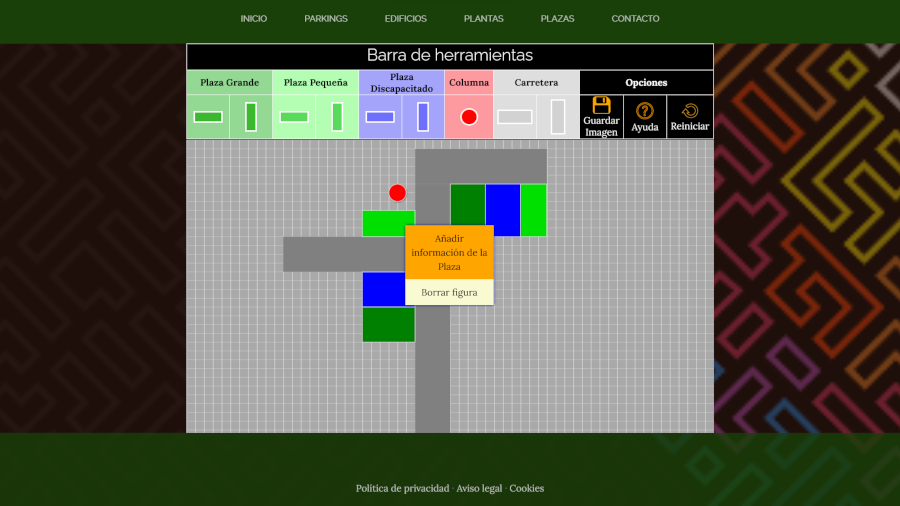 INICIO PARKINGS EDIFICIOS PLANTAS PLAZAS CONTACTO
Barra de herramientas
Plaza Grande Plaza Pequeña Plaza Discapacitado Columna Carretera Opciones
Guardar Imagen Ayuda Reiniciar
Añadir
información de la
Plaza
Borrar figura
Política de privacidad · Aviso legal · Cookies